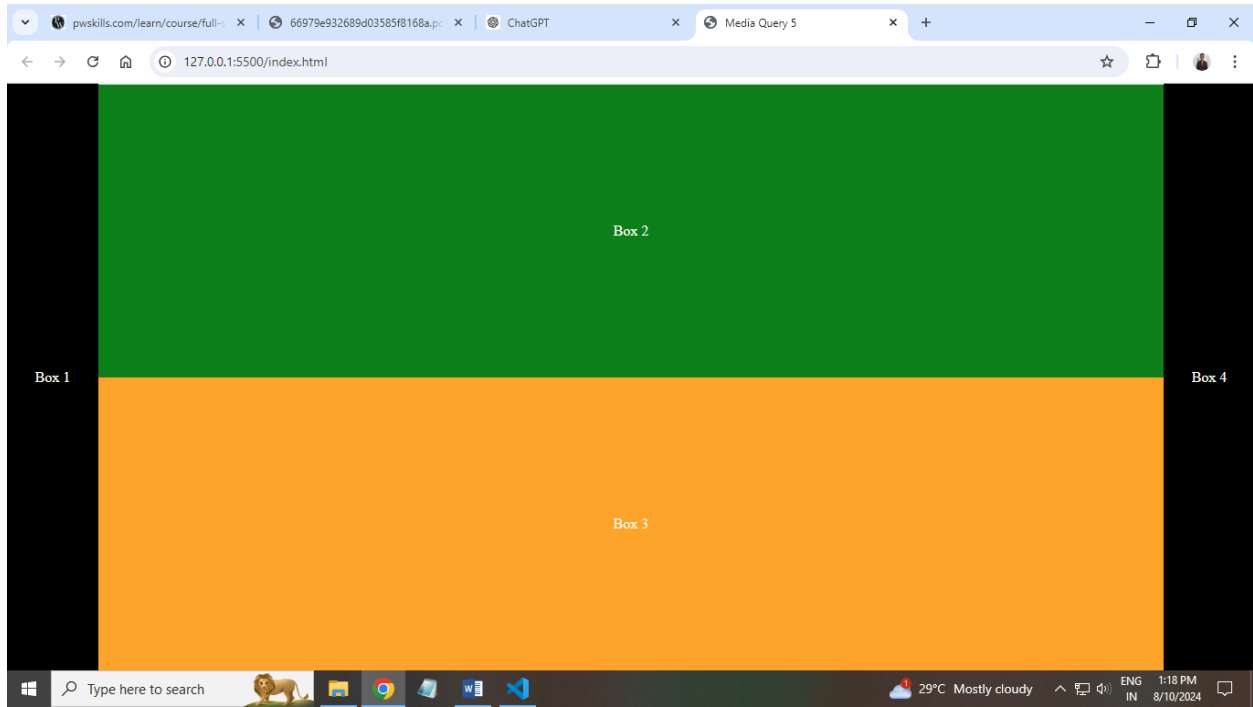 pwskills.com/learn/course/full-s
66979e932689d03585f8168a.pc
ChatGPT
Media Query 5
127.0.0.1:5500/index.html
Box 2
Box 1
Box 4
Box 3
Type here to search
1
29°C Mostly cloudy
ENG
IN
1:18 PM
8/10/2024